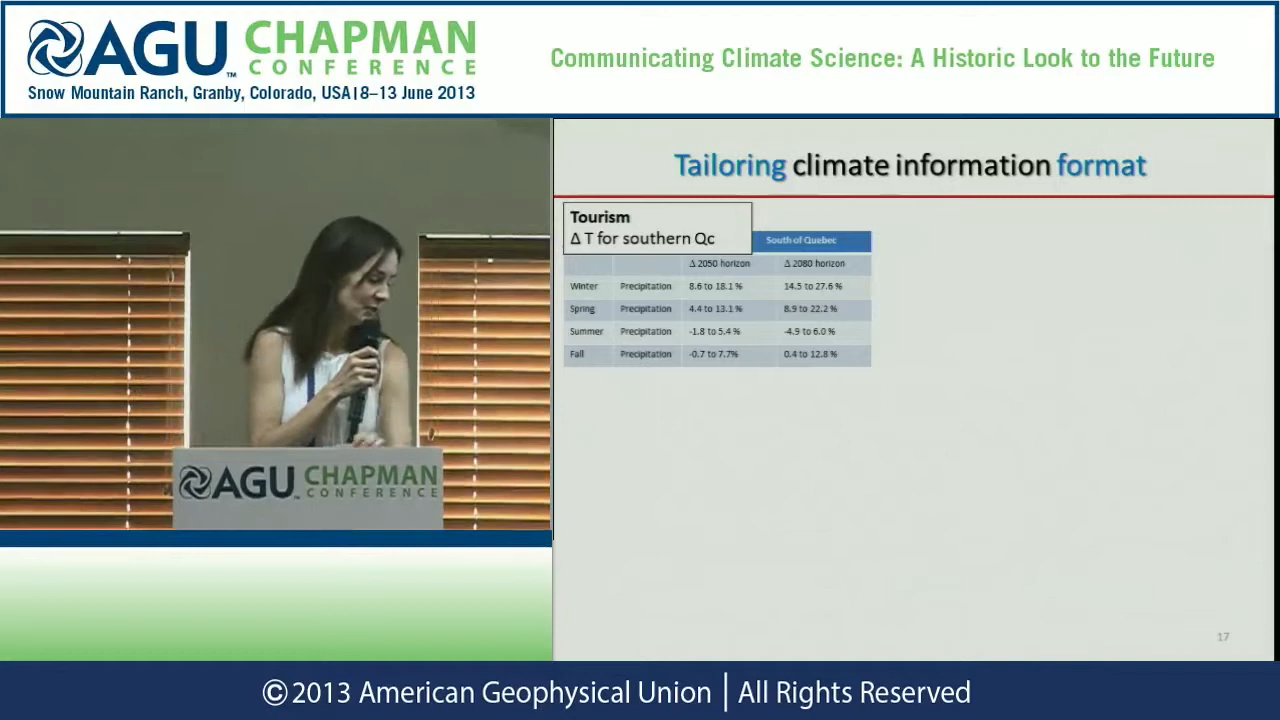 AGU™ CHAPMAN
CONFERENCE
Snow Mountain Ranch, Granby, Colorado, USA|8–13 June 2013
Communicating Climate Science: A Historic Look to the Future
Tailoring climate information format
Tourism
Δ T for southern Qc
South of Quebec
Δ 2050 horizon Δ 2080 horizon
Winter Precipitation 8.6 to 18.1 % 14.5 to 27.6 %
Spring Precipitation 4.4 to 13.1 % 8.9 to 22.2 %
Summer Precipitation -1.8 to 5.4 % -4.9 to 6.0 %
Fall Precipitation -0.7 to 7.7% 0.4 to 12.8 %
AGU CHAPMAN
CONFERENCE
17
©2013 American Geophysical Union | All Rights Reserved